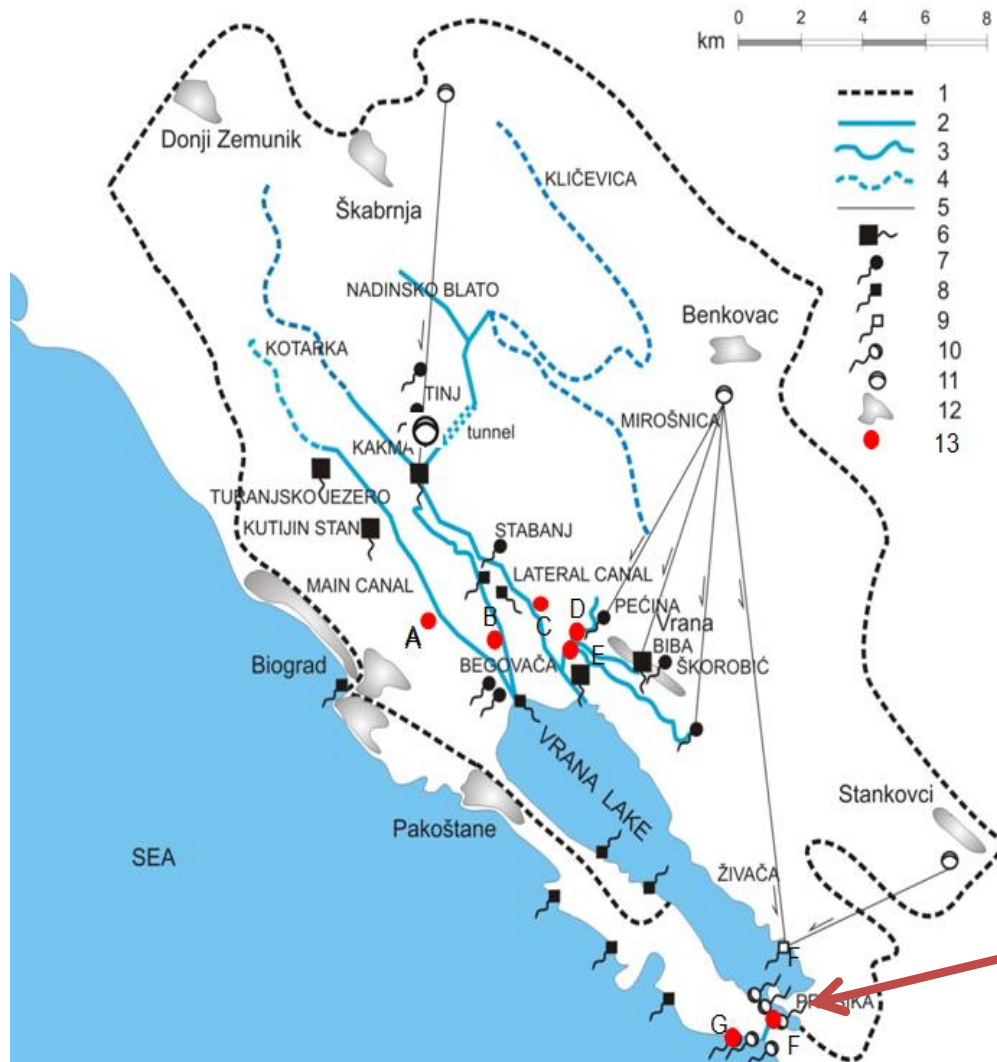 0 2 4 6 8
km
1
2
3
4
5
6
7
8
9
10
11
12
13
Donji Zemunik
Škabrnja
KLIČEVICA
NADINSKO BLATO
Benkovac
KOTARKA
TINJ
MIROŠNICA
tunnel
KAKMA
TURANJSKO JEZERO
KUTIJIN STAN
STABANJ
MAIN CANAL
LATERAL CANAL
PEĆINA
A
B
C
D
E
Vrana
BIBA
ŠKOROBIĆ
Biograd
BEGOVAČA
VRANA LAKE
Pakoštane
Stankovci
SEA
ŽIVAČA
F
G
F